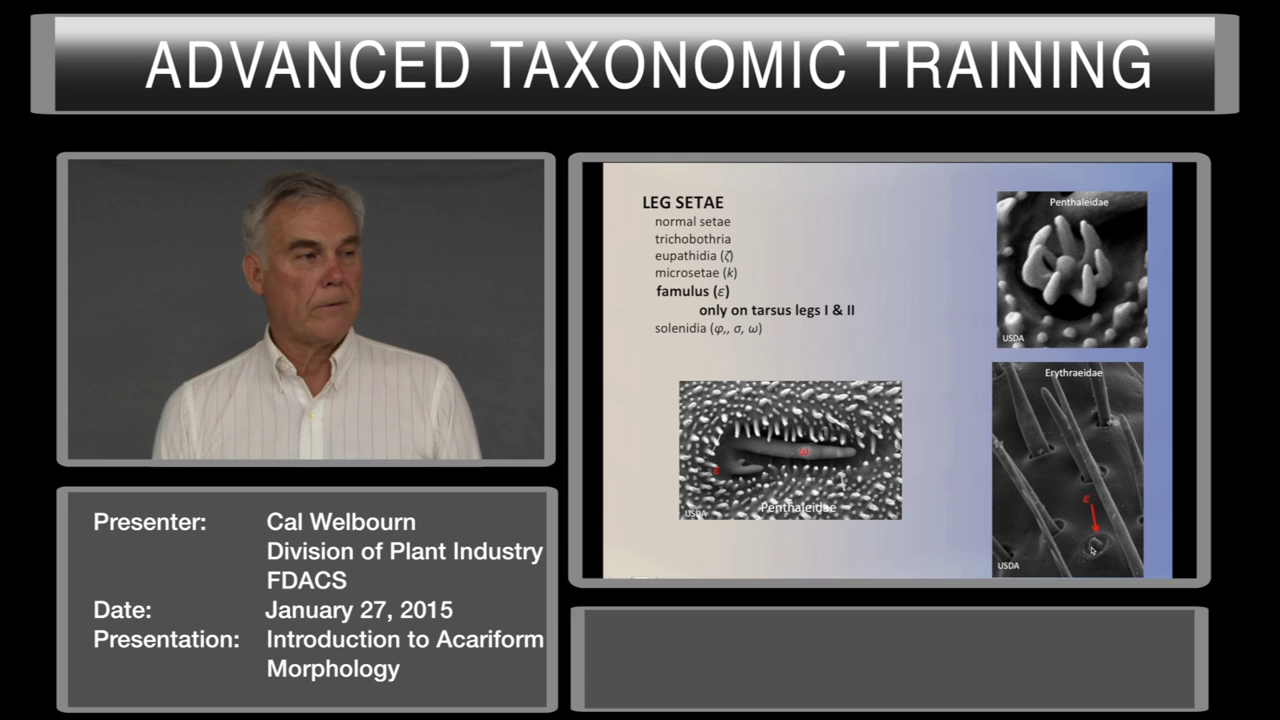 ADVANCED TAXONOMIC TRAINING
LEG SETAE
normal setae
trichobothria
eupathidia (ζ)
microsetae (k)
famulus (ε)
only on tarsus legs I & II
solenidia (φ,, σ, ω)
Penthaleidae
USDA
Erythraeidae
ε
USDA
ω
ε
USDA
Penthaleidae
Presenter: Cal Welbourn
Division of Plant Industry
FDACS
Date: January 27, 2015
Presentation: Introduction to Acariform
Morphology